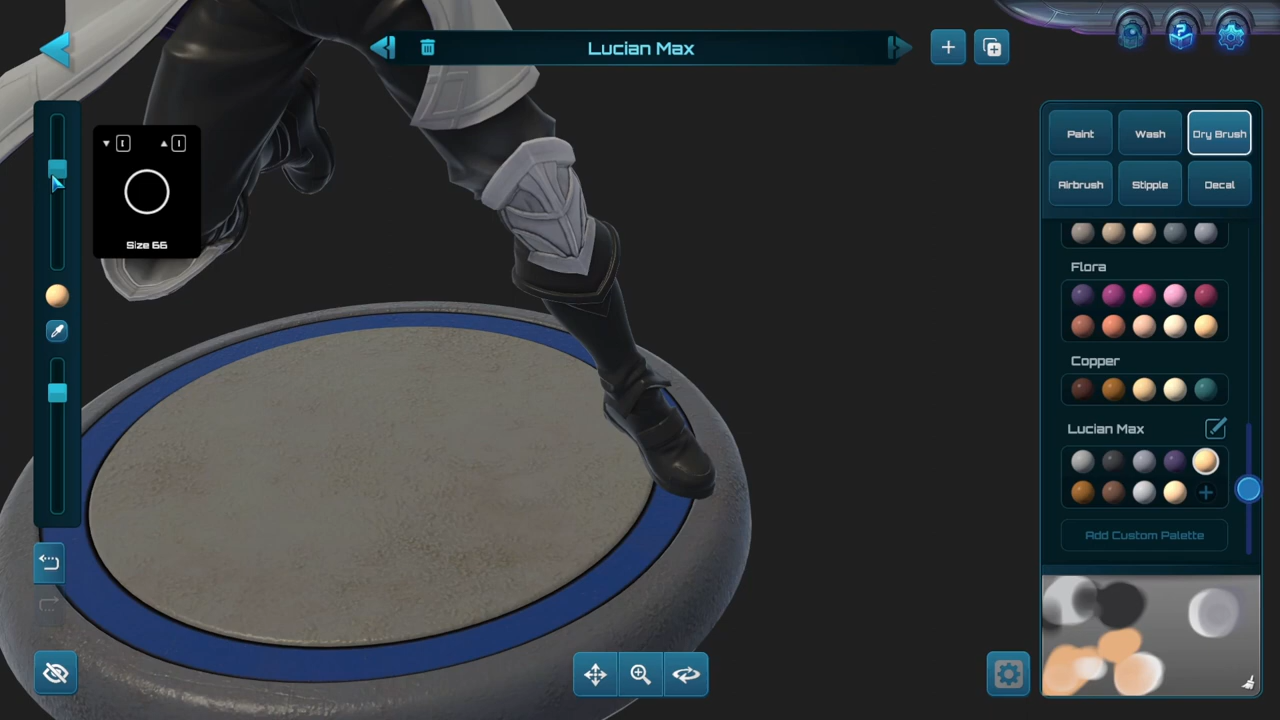 Lucian Max
Size 66
Paint
Wash
Dry Brush
Airbrush
Stipple
Decal
Flora
Copper
Lucian Max
Add Custom Palette